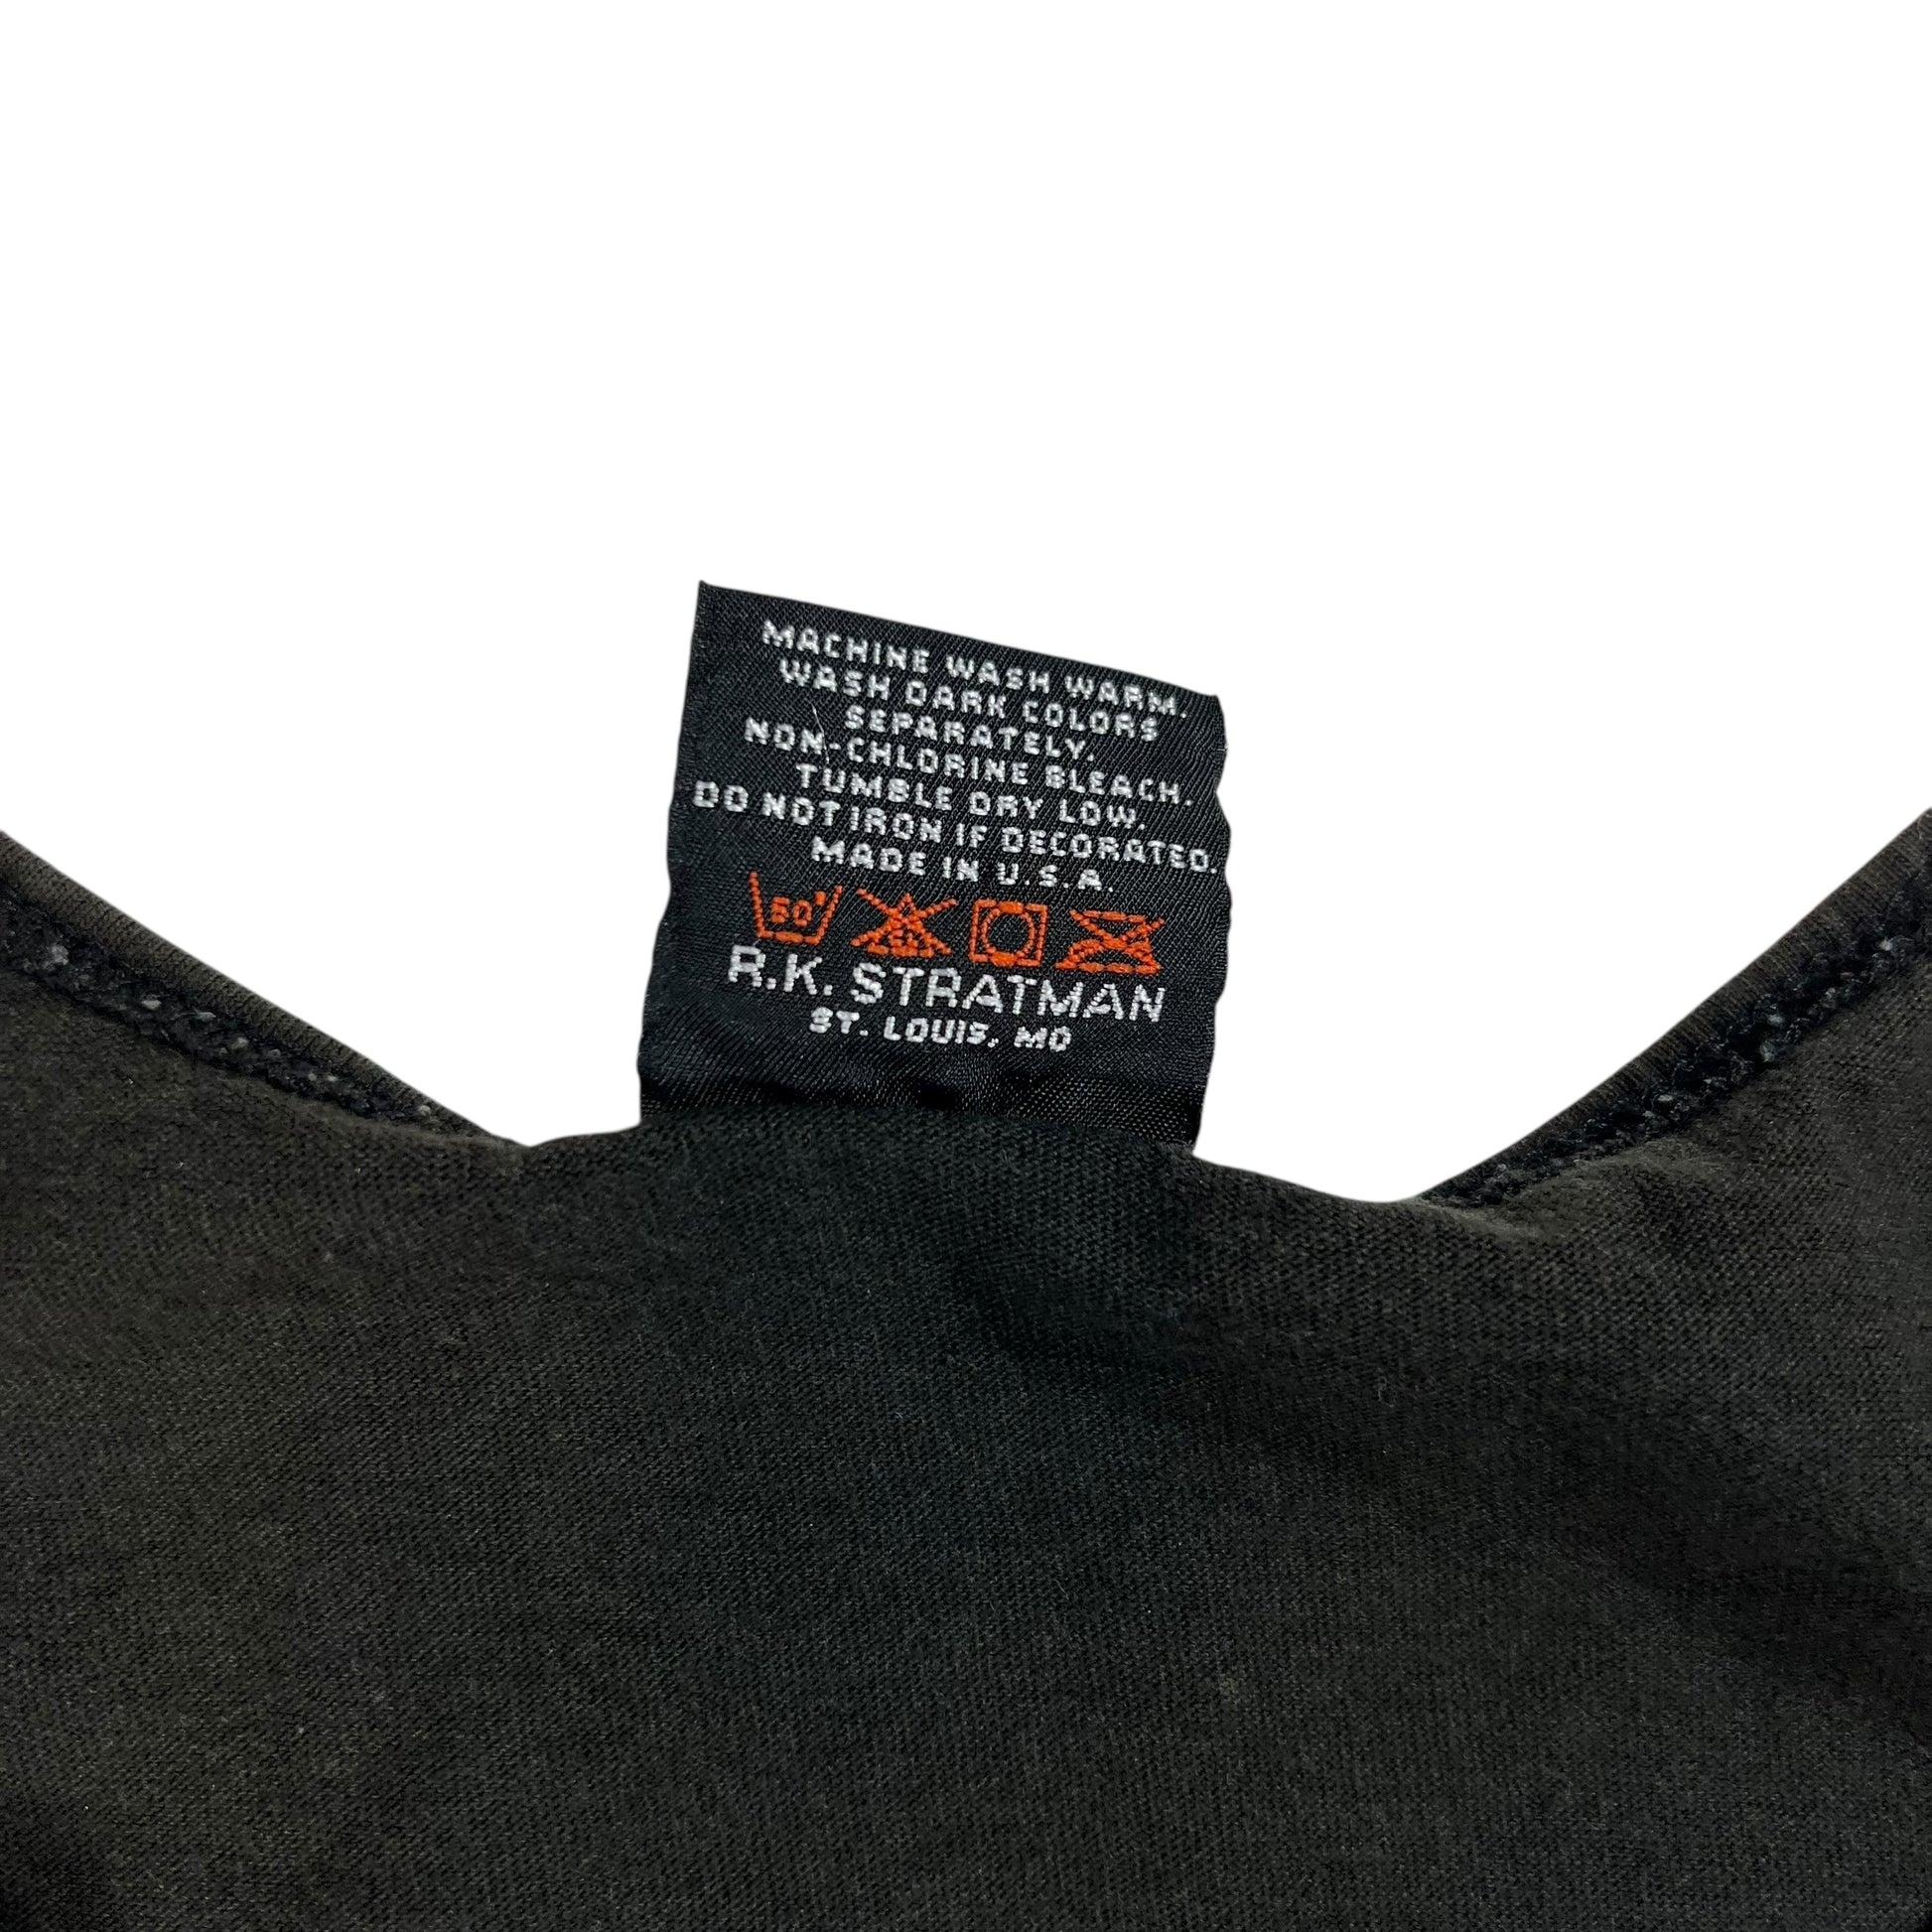 MACHINE WASH WARM.
WASH DARK COLORS
SEPARATELY.
NON-CHLORINE BLEACH.
TUMBLE DRY LOW.
DO NOT IRON IF DECORATED.
MADE IN U.S.A.
R.K. STRATMAN
ST. LOUIS, MO